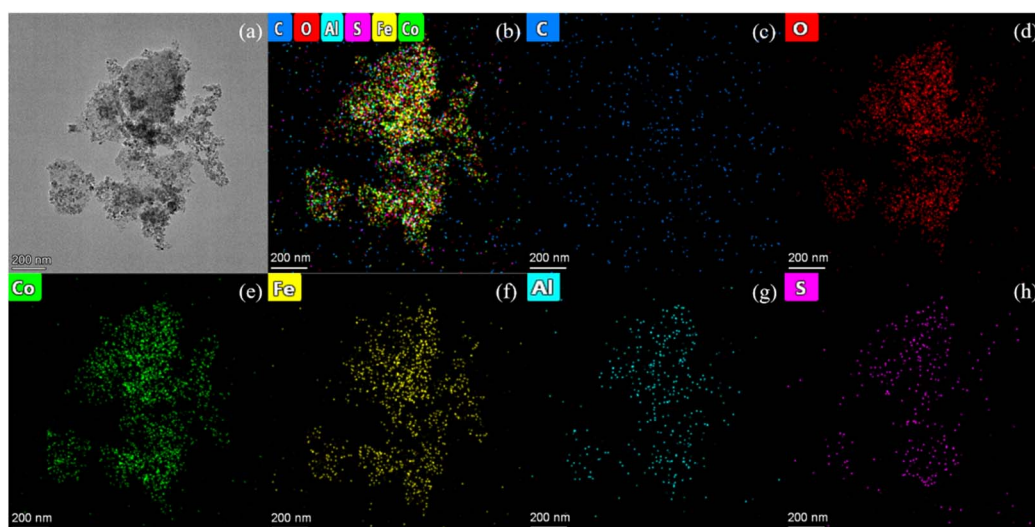 (a)
C O Al S Fe Co (b)
C (c)
O (d)
200 nm
200 nm
200 nm
200 nm
Co (e)
Fe (f)
Al (g)
S (h)
200 nm
200 nm
200 nm
200 nm